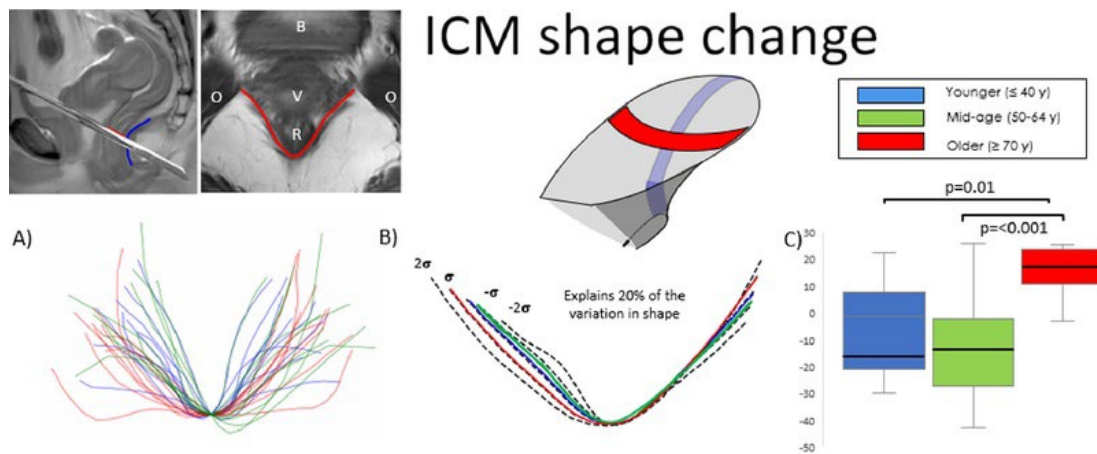 ICM shape change
B
O
V
O
R
Younger (≤ 40 y)
Mid-age (50-64 y)
Older (≥ 70 y)
p=0.01
p=<0.001
A)
B)
2σ
σ
-σ
-2σ
Explains 20% of the
variation in shape
C)
30
20
10
0
-10
-20
-30
-40
-50